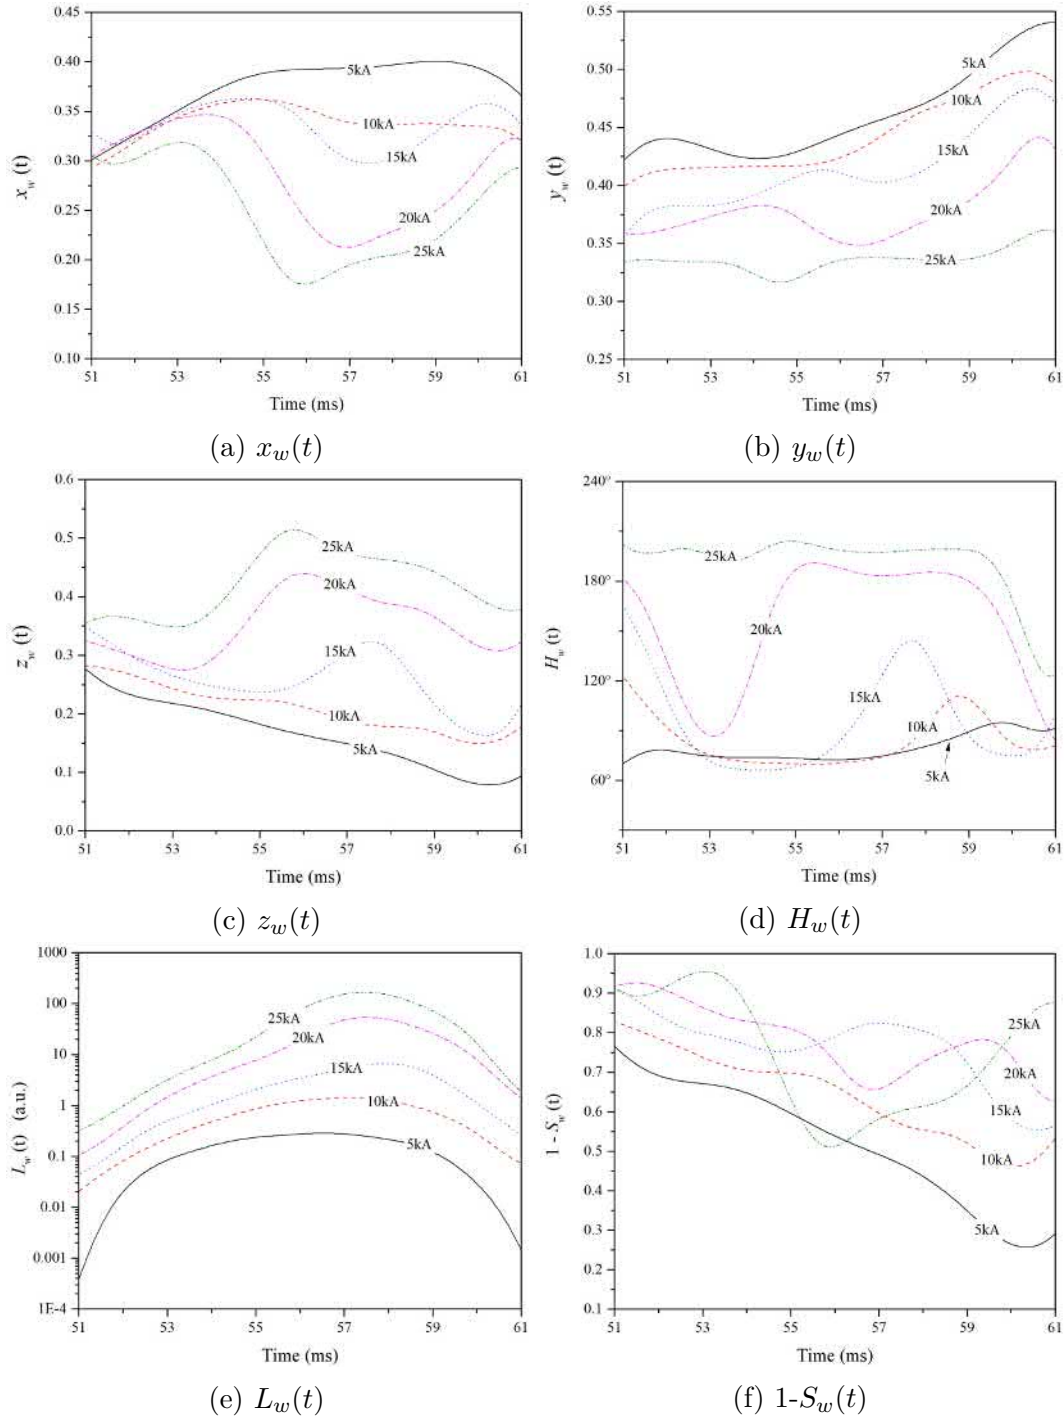 0.45
0.40
0.35
0.30
0.25
0.20
0.15
0.10
x_w (t)
5kA
10kA
15kA
20kA
25kA
51 53 55 57 59 61
Time (ms)
(a) x_w(t)
0.55
0.50
0.45
0.40
0.35
0.30
0.25
y_w (t)
5kA
10kA
15kA
20kA
25kA
51 53 55 57 59 61
Time (ms)
(b) y_w(t)
0.6
0.5
0.4
0.3
0.2
0.1
0.0
z_w (t)
25kA
20kA
15kA
10kA
5kA
51 53 55 57 59 61
Time (ms)
(c) z_w(t)
240°
180°
120°
60°
H_w (t)
25kA
20kA
15kA
10kA
5kA
51 53 55 57 59 61
Time (ms)
(d) H_w(t)
1000
100
10
1
0.1
0.01
0.001
1E-4
L_w (t) (a.u.)
25kA
20kA
15kA
10kA
5kA
51 53 55 57 59 61
Time (ms)
(e) L_w(t)
1.0
0.9
0.8
0.7
0.6
0.5
0.4
0.3
0.2
0.1
1 - S_w (t)
25kA
20kA
15kA
10kA
5kA
51 53 55 57 59 61
Time (ms)
(f) 1-S_w(t)